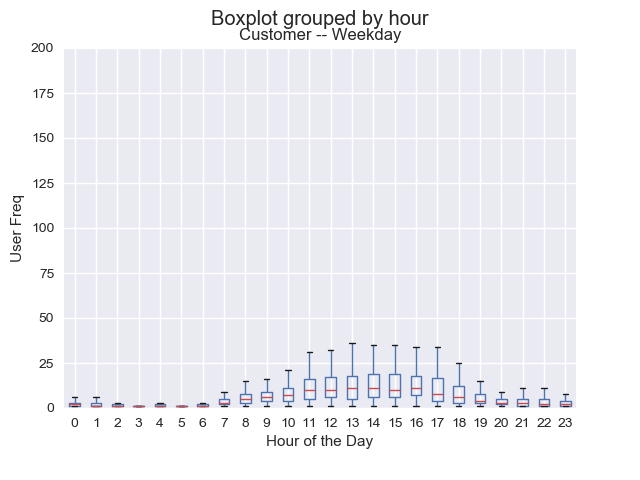 Boxplot grouped by hour
Customer -- Weekday
200
175
150
125
100
75
50
25
0
User Freq
0 1 2 3 4 5 6 7 8 9 10 11 12 13 14 15 16 17 18 19 20 21 22 23
Hour of the Day